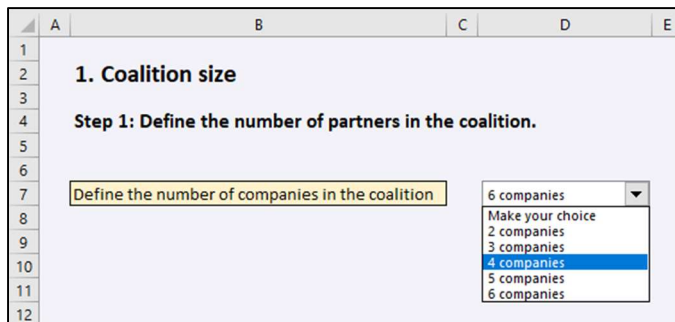 A B C D E
1
2 1. Coalition size
3
4 Step 1: Define the number of partners in the coalition.
5
6
7 Define the number of companies in the coalition 6 companies
8 Make your choice
2 companies
9 3 companies
10 4 companies
11 5 companies
6 companies
12